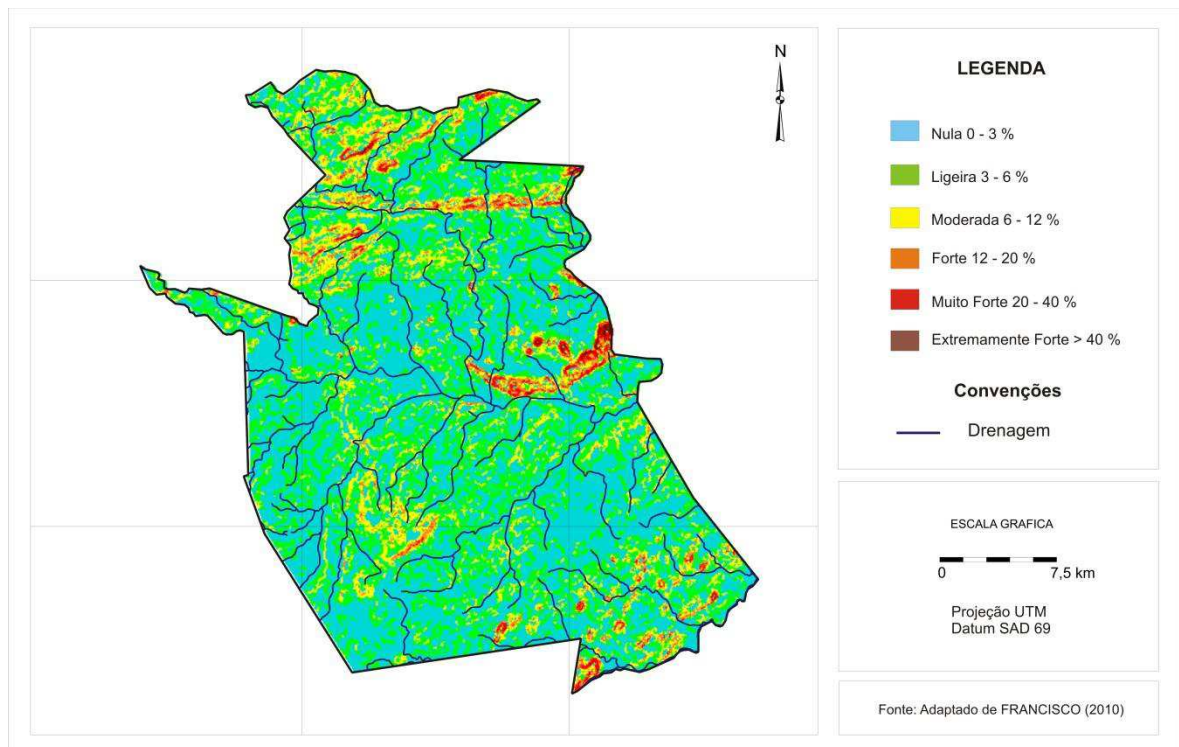 N
LEGENDA
Nula 0 - 3 %
Ligeira 3 - 6 %
Moderada 6 - 12 %
Forte 12 - 20 %
Muito Forte 20 - 40 %
Extremamente Forte > 40 %
Convenções
Drenagem
ESCALA GRAFICA
0 7,5 km
Projeção UTM
Datum SAD 69
Fonte: Adaptado de FRANCISCO (2010)